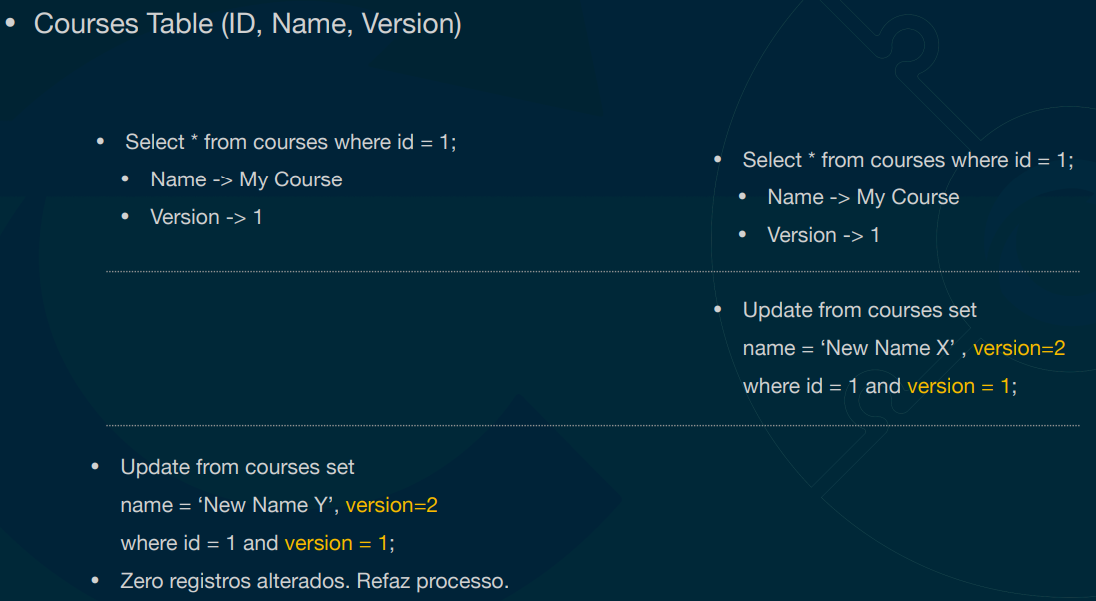 • Courses Table (ID, Name, Version)
• Select * from courses where id = 1;
• Name -> My Course
• Version -> 1
• Select * from courses where id = 1;
• Name -> My Course
• Version -> 1
• Update from courses set
name = ‘New Name X’ , version=2
where id = 1 and version = 1;
• Update from courses set
name = ‘New Name Y’, version=2
where id = 1 and version = 1;
• Zero registros alterados. Refaz processo.